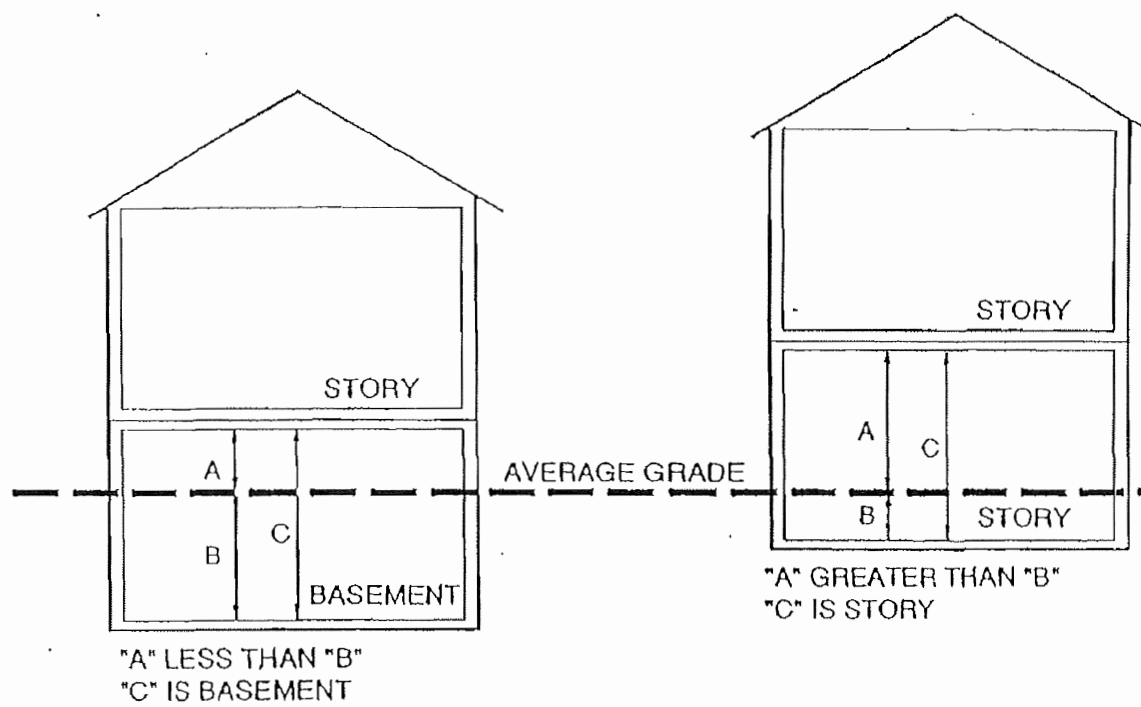 STORY
A
C
B
BASEMENT
"A" LESS THAN "B"
"C" IS BASEMENT
AVERAGE GRADE
STORY
A
C
B
STORY
"A" GREATER THAN "B"
"C" IS STORY